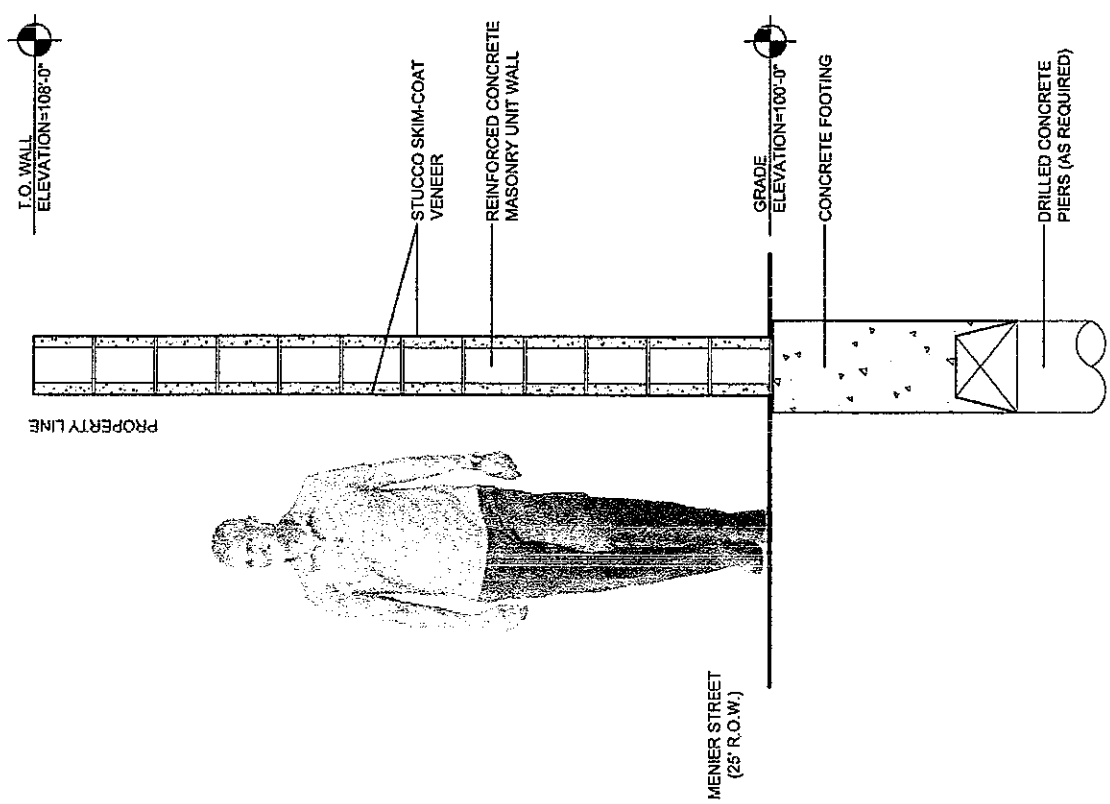 T.O. WALL
ELEVATION=108'-0"
PROPERTY LINE
STUCCO SKIM-COAT
VENEER
REINFORCED CONCRETE
MASONRY UNIT WALL
GRADE
ELEVATION=100'-0"
CONCRETE FOOTING
DRILLED CONCRETE
PIERS (AS REQUIRED)
MENIER STREET
(25' R.O.W.)